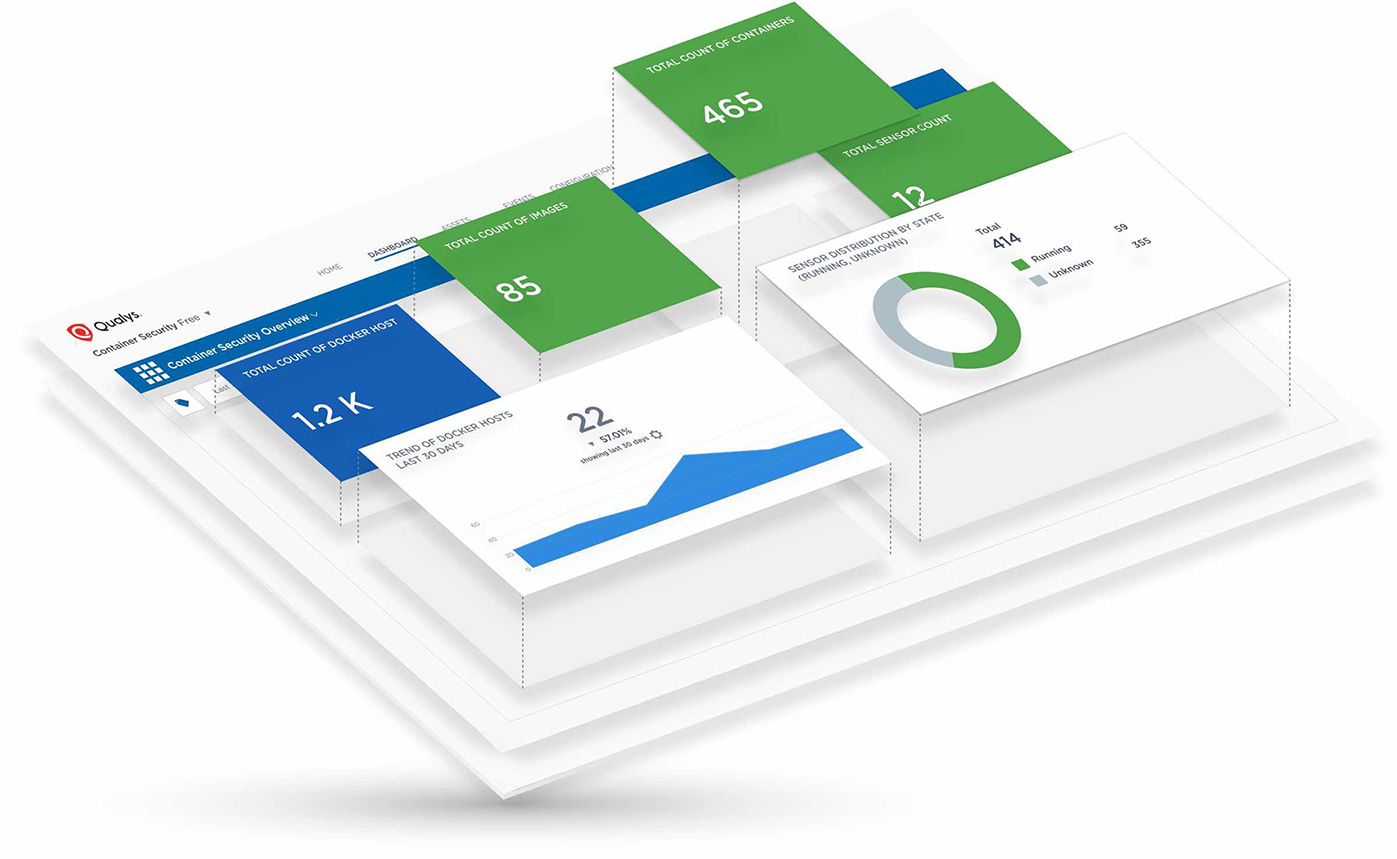 Qualys.
Container Security Free
HOME
DASHBOARD
ASSETS
EVENTS
CONFIGURATION
Container Security Overview
Last
TOTAL COUNT OF DOCKER HOST
1.2 K
TOTAL COUNT OF IMAGES
85
TOTAL COUNT OF CONTAINERS
465
TOTAL SENSOR COUNT
12
TREND OF DOCKER HOSTS
LAST 30 DAYS
22
57.01%
showing last 30 days
60
40
20
0
SENSOR DISTRIBUTION BY STATE
(RUNNING, UNKNOWN)
Total
414
Running 59
Unknown 355